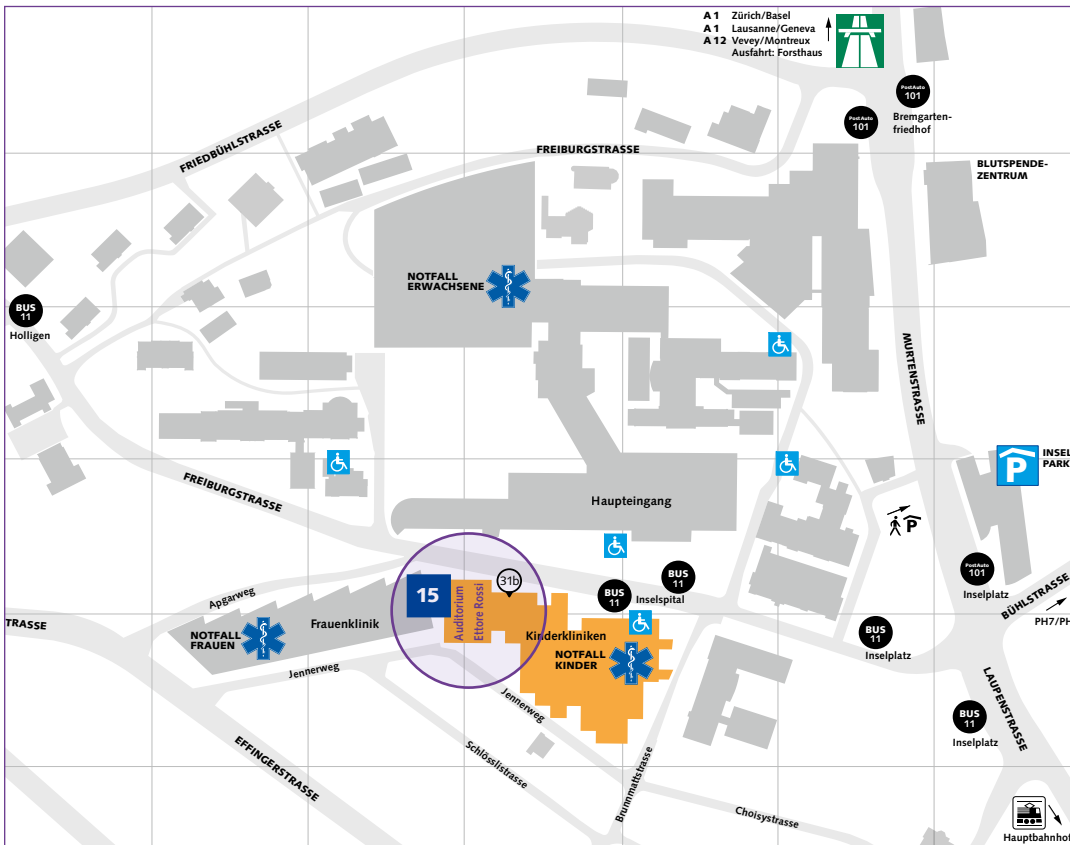 A 1 Zürich/Basel
A 1 Lausanne/Geneva
A 12 Vevey/Montreux
Ausfahrt: Forsthaus
PostAuto
101
Bremgarten-
friedhof
PostAuto
101
FRIEDBÜHLSTRASSE
FREIBURGSTRASSE
BLUTSPENDE-
ZENTRUM
NOTFALL
ERWACHSENE
BUS
11
Holligen
MURTENSTRASSE
INSEL
PARK
P
FREIBURGSTRASSE
Haupteingang
P
31b
BUS
11
BUS
11
Inselspital
PostAuto
101
Inselplatz
BÜHLSTRASSE
PH7/PH
15
Auditorium
Ettore Rossi
Apgarweg
Frauenklinik
NOTFALL
FRAUEN
TRASSE
Kinderkliniken
NOTFALL
KINDER
BUS
11
Inselplatz
Jennerweg
Jennerweg
LAUPENSTRASSE
BUS
11
Inselplatz
EFFINGERSTRASSE
Schlösslistrasse
Brunnmattstrasse
Choisystrasse
Hauptbahnhof